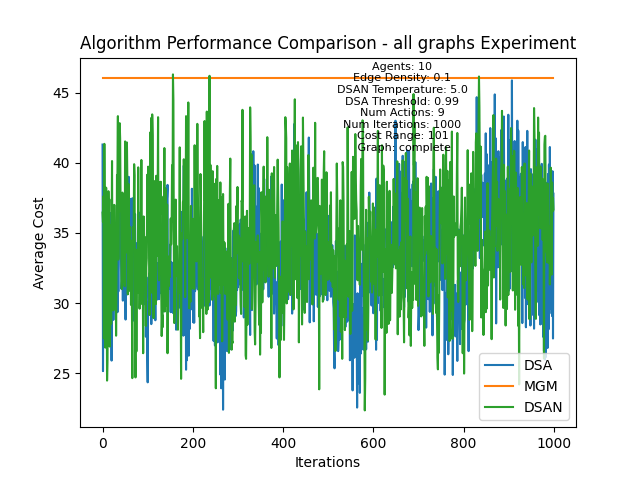 Algorithm Performance Comparison - all graphs Experiment
Agents: 10
Edge Density: 0.1
DSAN Temperature: 5.0
DSA Threshold: 0.99
Num Actions: 9
Num Iterations: 1000
Cost Range: 101
Graph: complete
45
40
35
30
25
Average Cost
0
200
400
600
800
1000
Iterations
DSA
MGM
DSAN